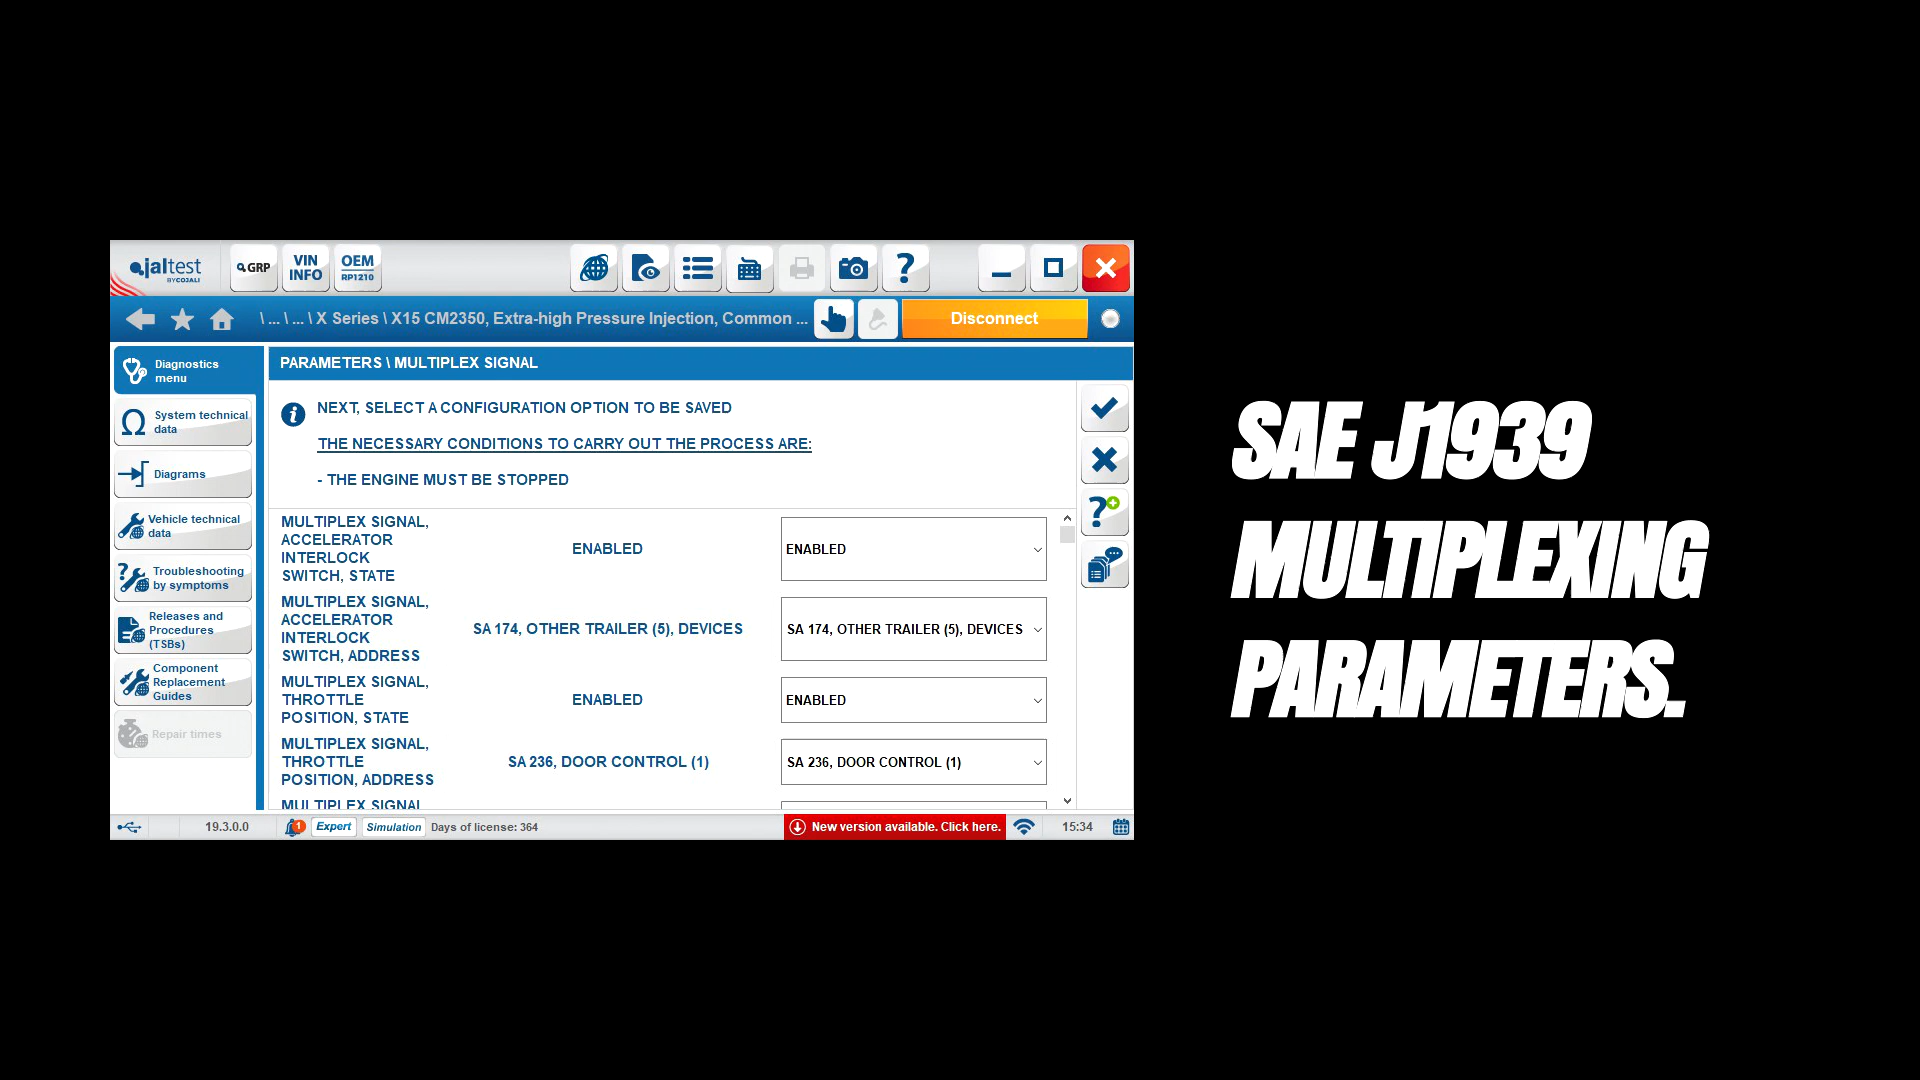 jaltest
BY COJALI
GRP
VIN
INFO
OEM
RP1210
?
\ ... \ ... \ X Series \ X15 CM2350, Extra-high Pressure Injection, Common ...
Disconnect
Diagnostics
menu
System technical
data
Diagrams
Vehicle technical
data
Troubleshooting
by symptoms
Releases and
Procedures
(TSBs)
Component
Replacement
Guides
Repair times
PARAMETERS \ MULTIPLEX SIGNAL
NEXT, SELECT A CONFIGURATION OPTION TO BE SAVED
THE NECESSARY CONDITIONS TO CARRY OUT THE PROCESS ARE:
- THE ENGINE MUST BE STOPPED
MULTIPLEX SIGNAL,
ACCELERATOR
INTERLOCK
SWITCH, STATE
ENABLED
ENABLED
MULTIPLEX SIGNAL,
ACCELERATOR
INTERLOCK
SWITCH, ADDRESS
SA 174, OTHER TRAILER (5), DEVICES
SA 174, OTHER TRAILER (5), DEVICES
MULTIPLEX SIGNAL,
THROTTLE
POSITION, STATE
ENABLED
ENABLED
MULTIPLEX SIGNAL,
THROTTLE
POSITION, ADDRESS
SA 236, DOOR CONTROL (1)
SA 236, DOOR CONTROL (1)
MULTIPLEX SIGNAL
19.3.0.0
1
Expert
Simulation
Days of license: 364
New version available. Click here.
15:34
SAE J1939
MULTIPLEXING
PARAMETERS.